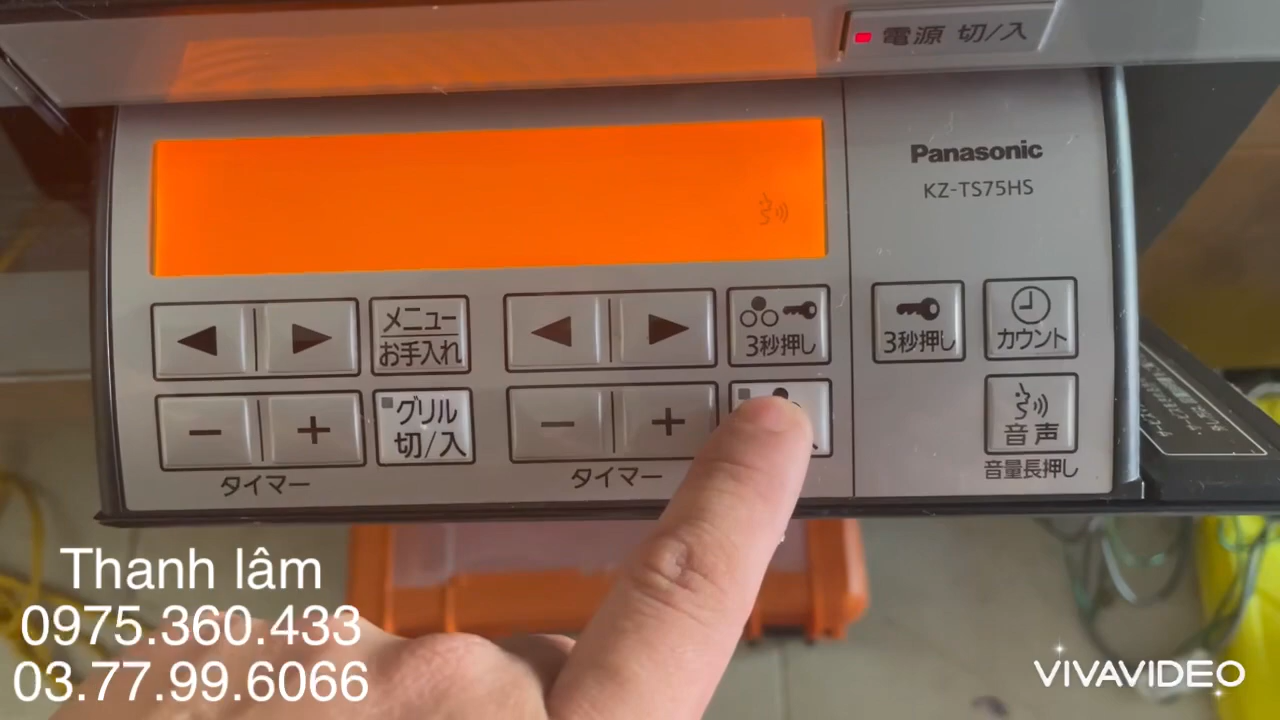 電源 切/入
Panasonic
KZ-TS75HS
メニュー
お手入れ
3秒押し
3秒押し
カウント
− +
グリル
切/入
− +
音声
タイマー
タイマー
音量長押し
Thanh lâm
0975.360.433
03.77.99.6066
VIVAVIDEO